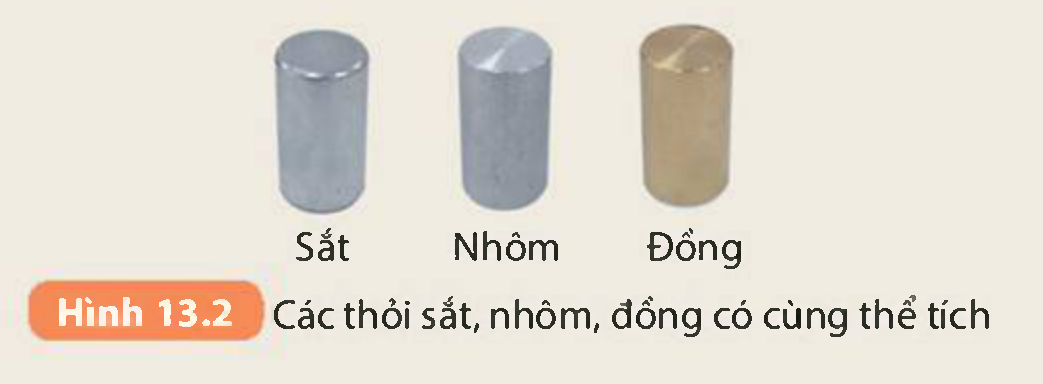 Sắt Nhôm Đồng
Hình 13.2 Các thỏi sắt, nhôm, đồng có cùng thể tích